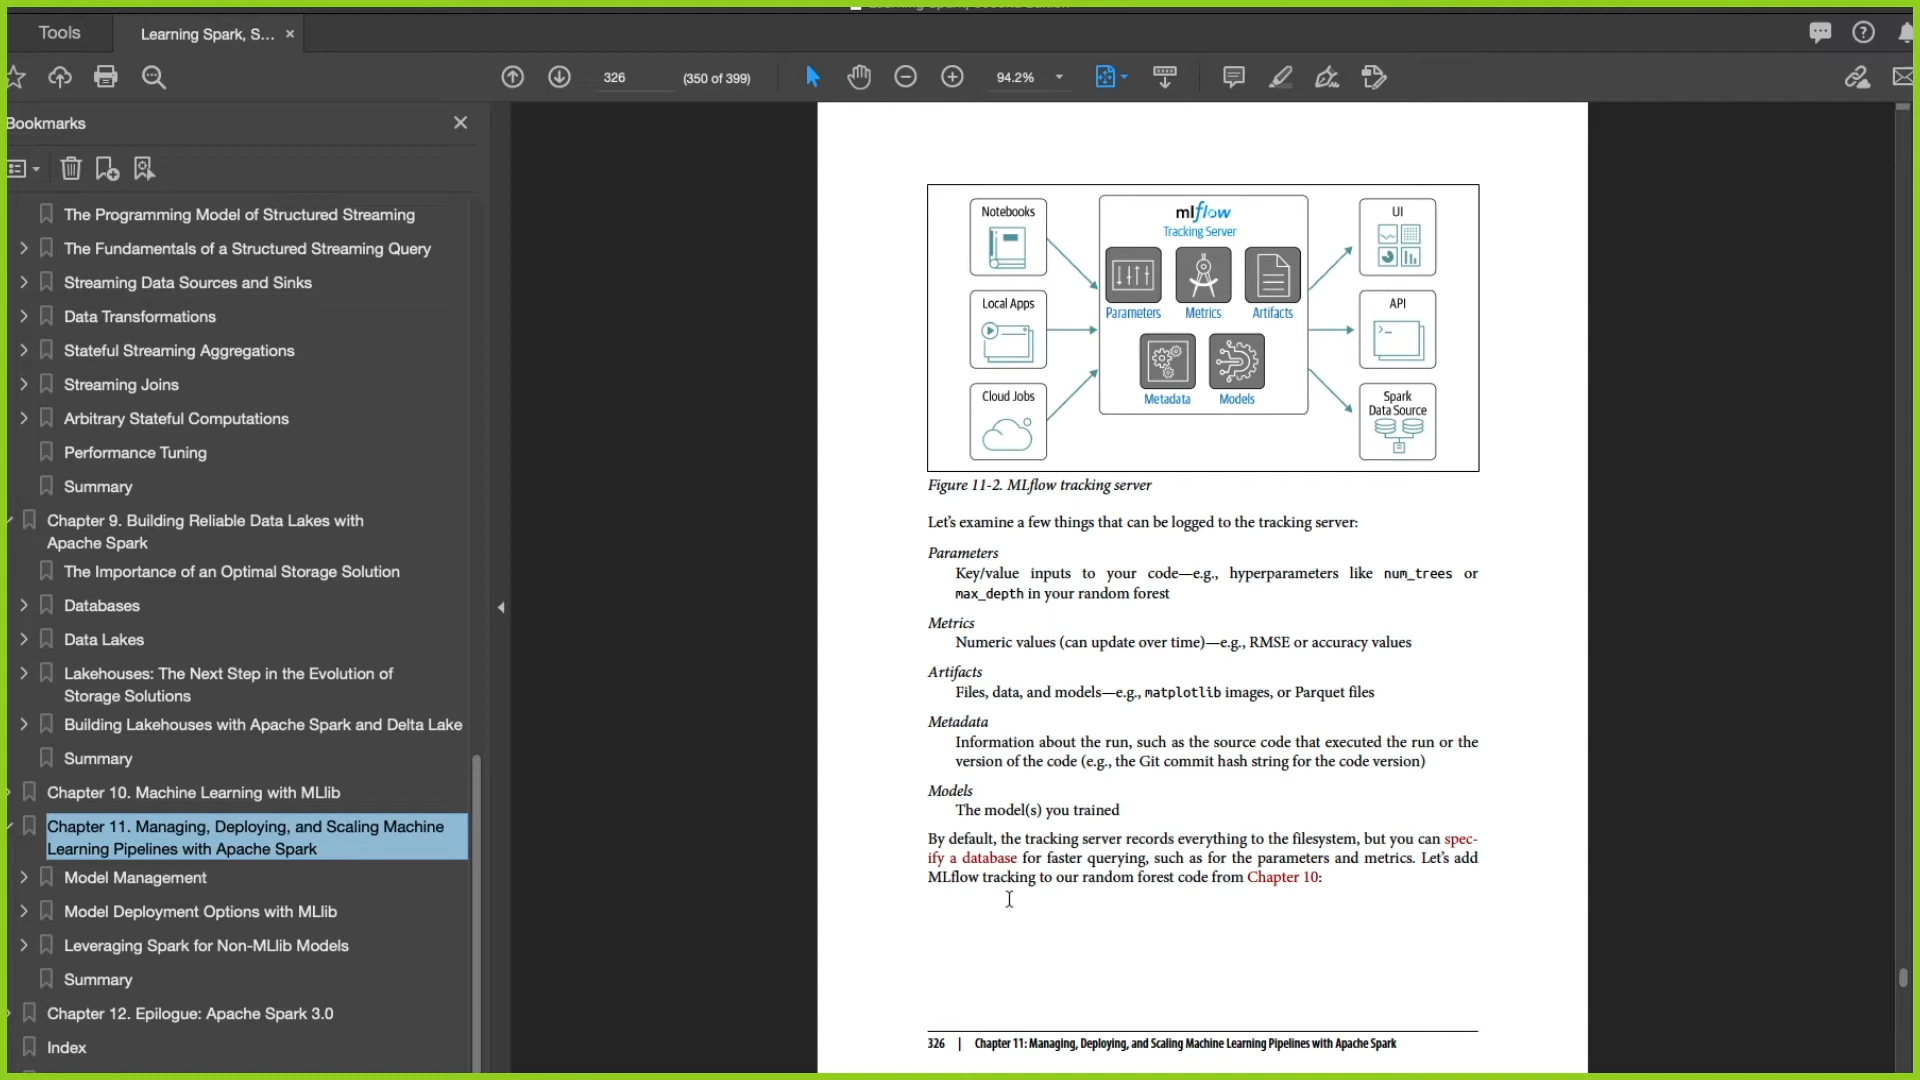 Tools
Learning Spark, S...
326
(350 of 399)
94.2%
Bookmarks
The Programming Model of Structured Streaming
The Fundamentals of a Structured Streaming Query
Streaming Data Sources and Sinks
Data Transformations
Stateful Streaming Aggregations
Streaming Joins
Arbitrary Stateful Computations
Performance Tuning
Summary
Chapter 9. Building Reliable Data Lakes with
Apache Spark
The Importance of an Optimal Storage Solution
Databases
Data Lakes
Lakehouses: The Next Step in the Evolution of
Storage Solutions
Building Lakehouses with Apache Spark and Delta Lake
Summary
Chapter 10. Machine Learning with MLlib
Chapter 11. Managing, Deploying, and Scaling Machine
Learning Pipelines with Apache Spark
Model Management
Model Deployment Options with MLlib
Leveraging Spark for Non-MLlib Models
Summary
Chapter 12. Epilogue: Apache Spark 3.0
Index
Notebooks
Local Apps
Cloud Jobs
mlflow
Tracking Server
Parameters
Metrics
Artifacts
Metadata
Models
UI
API
Spark
Data Source
Figure 11-2. MLflow tracking server
Let's examine a few things that can be logged to the tracking server:
Parameters
Key/value inputs to your code—e.g., hyperparameters like num_trees or
max_depth in your random forest
Metrics
Numeric values (can update over time)—e.g., RMSE or accuracy values
Artifacts
Files, data, and models—e.g., matplotlib images, or Parquet files
Metadata
Information about the run, such as the source code that executed the run or the
version of the code (e.g., the Git commit hash string for the code version)
Models
The model(s) you trained
By default, the tracking server records everything to the filesystem, but you can spec-
ify a database for faster querying, such as for the parameters and metrics. Let's add
MLflow tracking to our random forest code from Chapter 10:
326 | Chapter 11: Managing, Deploying, and Scaling Machine Learning Pipelines with Apache Spark